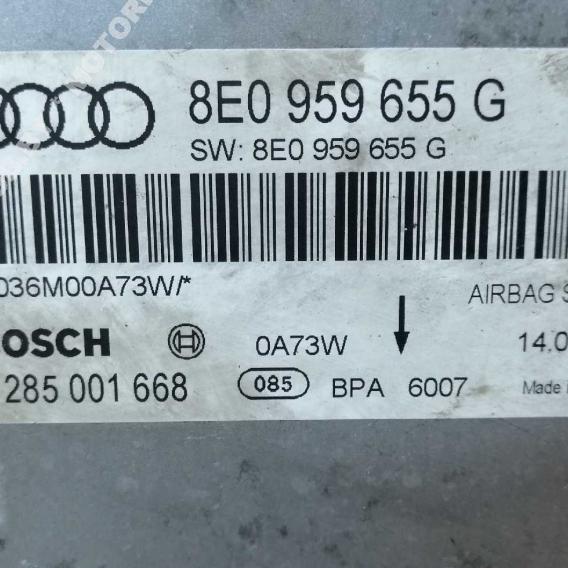 8E0 959 655 G
SW: 8E0 959 655 G
036M00A73W/*
AIRBAG
BOSCH
0A73W
14.0
285 001 668
085
BPA 6007
Made